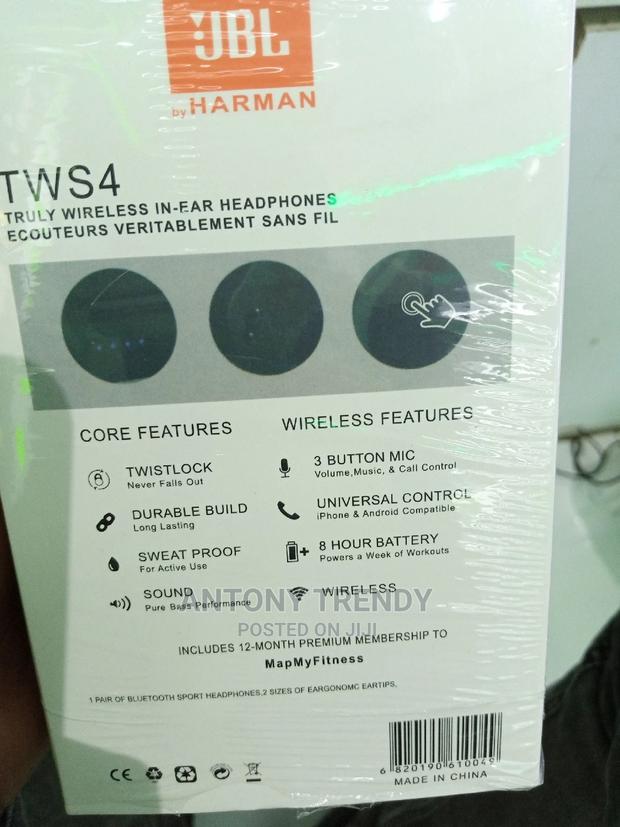 JBL
by HARMAN
TWS4
TRULY WIRELESS IN-EAR HEADPHONES
ECOUTEURS VERITABLEMENT SANS FIL
CORE FEATURES
TWISTLOCK
Never Falls Out
DURABLE BUILD
Long Lasting
SWEAT PROOF
For Active Use
SOUND
Pure Bass Performance
WIRELESS FEATURES
3 BUTTON MIC
Volume,Music, & Call Control
UNIVERSAL CONTROL
iPhone & Android Compatible
8 HOUR BATTERY
Powers a Week of Workouts
WIRELESS
ANTONY TRENDY
POSTED ON JIJI
INCLUDES 12-MONTH PREMIUM MEMBERSHIP TO
MapMyFitness
1 PAIR OF BLUETOOTH SPORT HEADPHONES,2 SIZES OF EARGONOMC EARTIPS,
CE
6 820190 610049
MADE IN CHINA